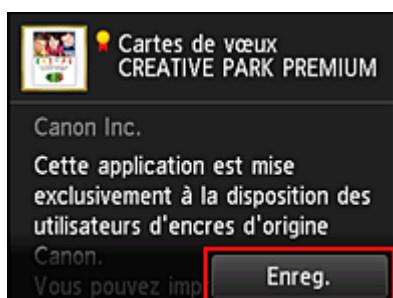 Cartes de vœux
CREATIVE PARK PREMIUM
Canon Inc.
Cette application est mise
exclusivement à la disposition des
utilisateurs d'encres d'origine
Canon.
Vous pouvez imp
Enreg.